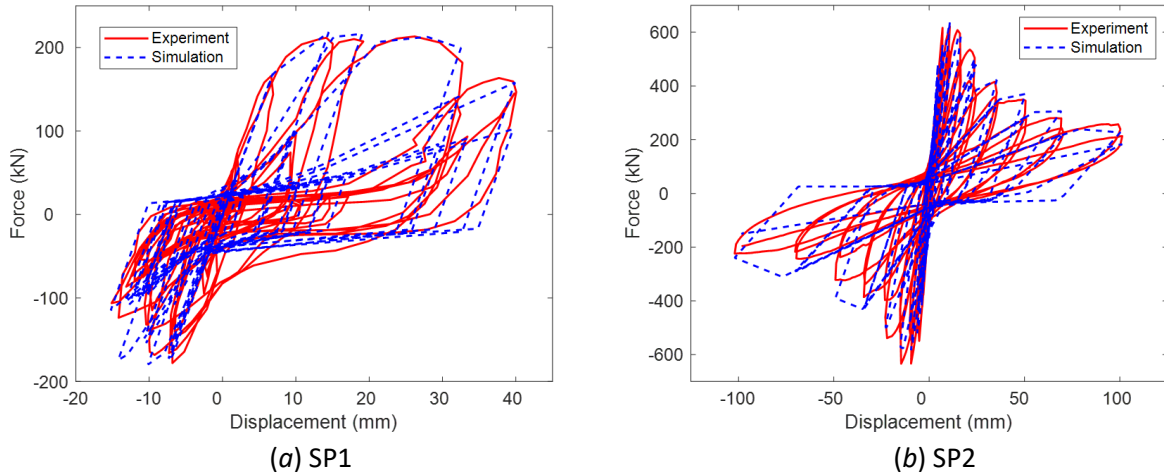 Experiment
Simulation
200
100
0
-100
-200
Force (kN)
-20
-10
0
10
20
30
40
Displacement (mm)
(a) SP1
Experiment
Simulation
600
400
200
0
-200
-400
-600
Force (kN)
-100
-50
0
50
100
Displacement (mm)
(b) SP2